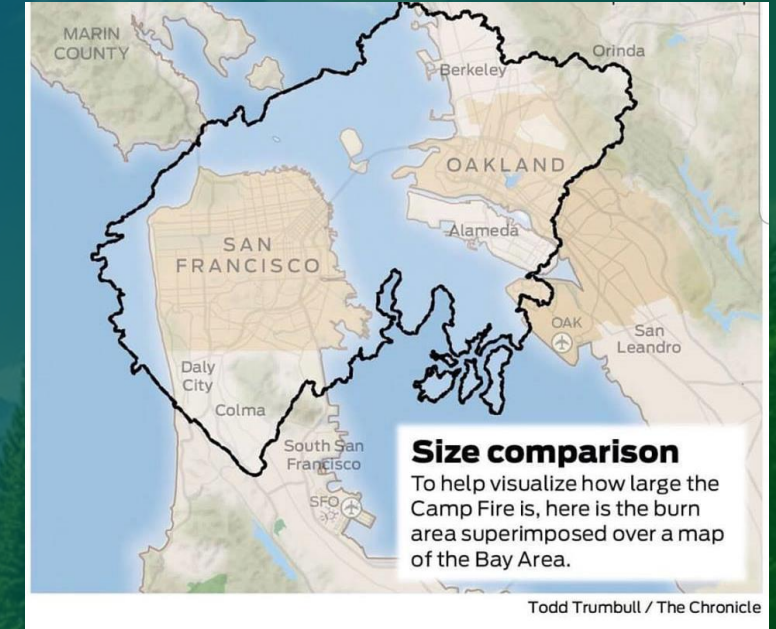 MARIN
COUNTY
Orinda
Berkeley
OAKLAND
Alameda
SAN
FRANCISCO
OAK
San
Leandro
Daly
City
Colma
South San
Francisco
SFO
Size comparison
To help visualize how large the
Camp Fire is, here is the burn
area superimposed over a map
of the Bay Area.
Todd Trumbull / The Chronicle